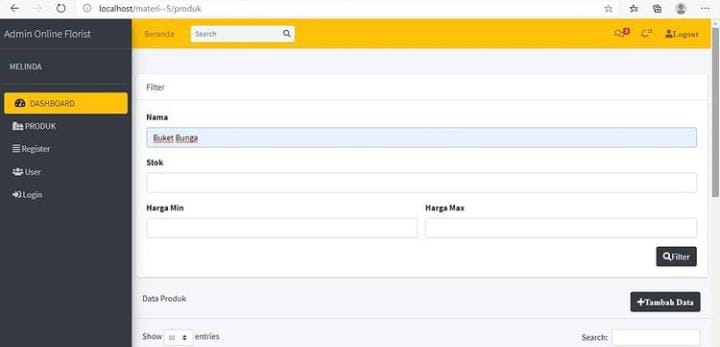 localhost/materi--5/produk
Admin Online Florist
Beranda
Search
Logout
MELINDA
DASHBOARD
PRODUK
Register
User
Login
Filter
Nama
Buket Bunga
Stok
Harga Min Harga Max
Filter
Data Produk
+Tambah Data
Show 10 entries
Search: